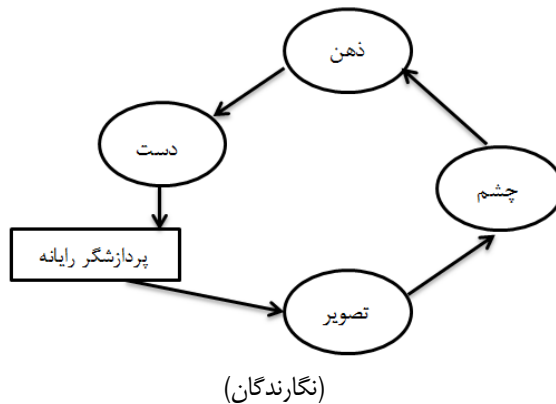 ذهن
دست
چشم
پردازشگر رایانه
تصویر
(نگارندگان)